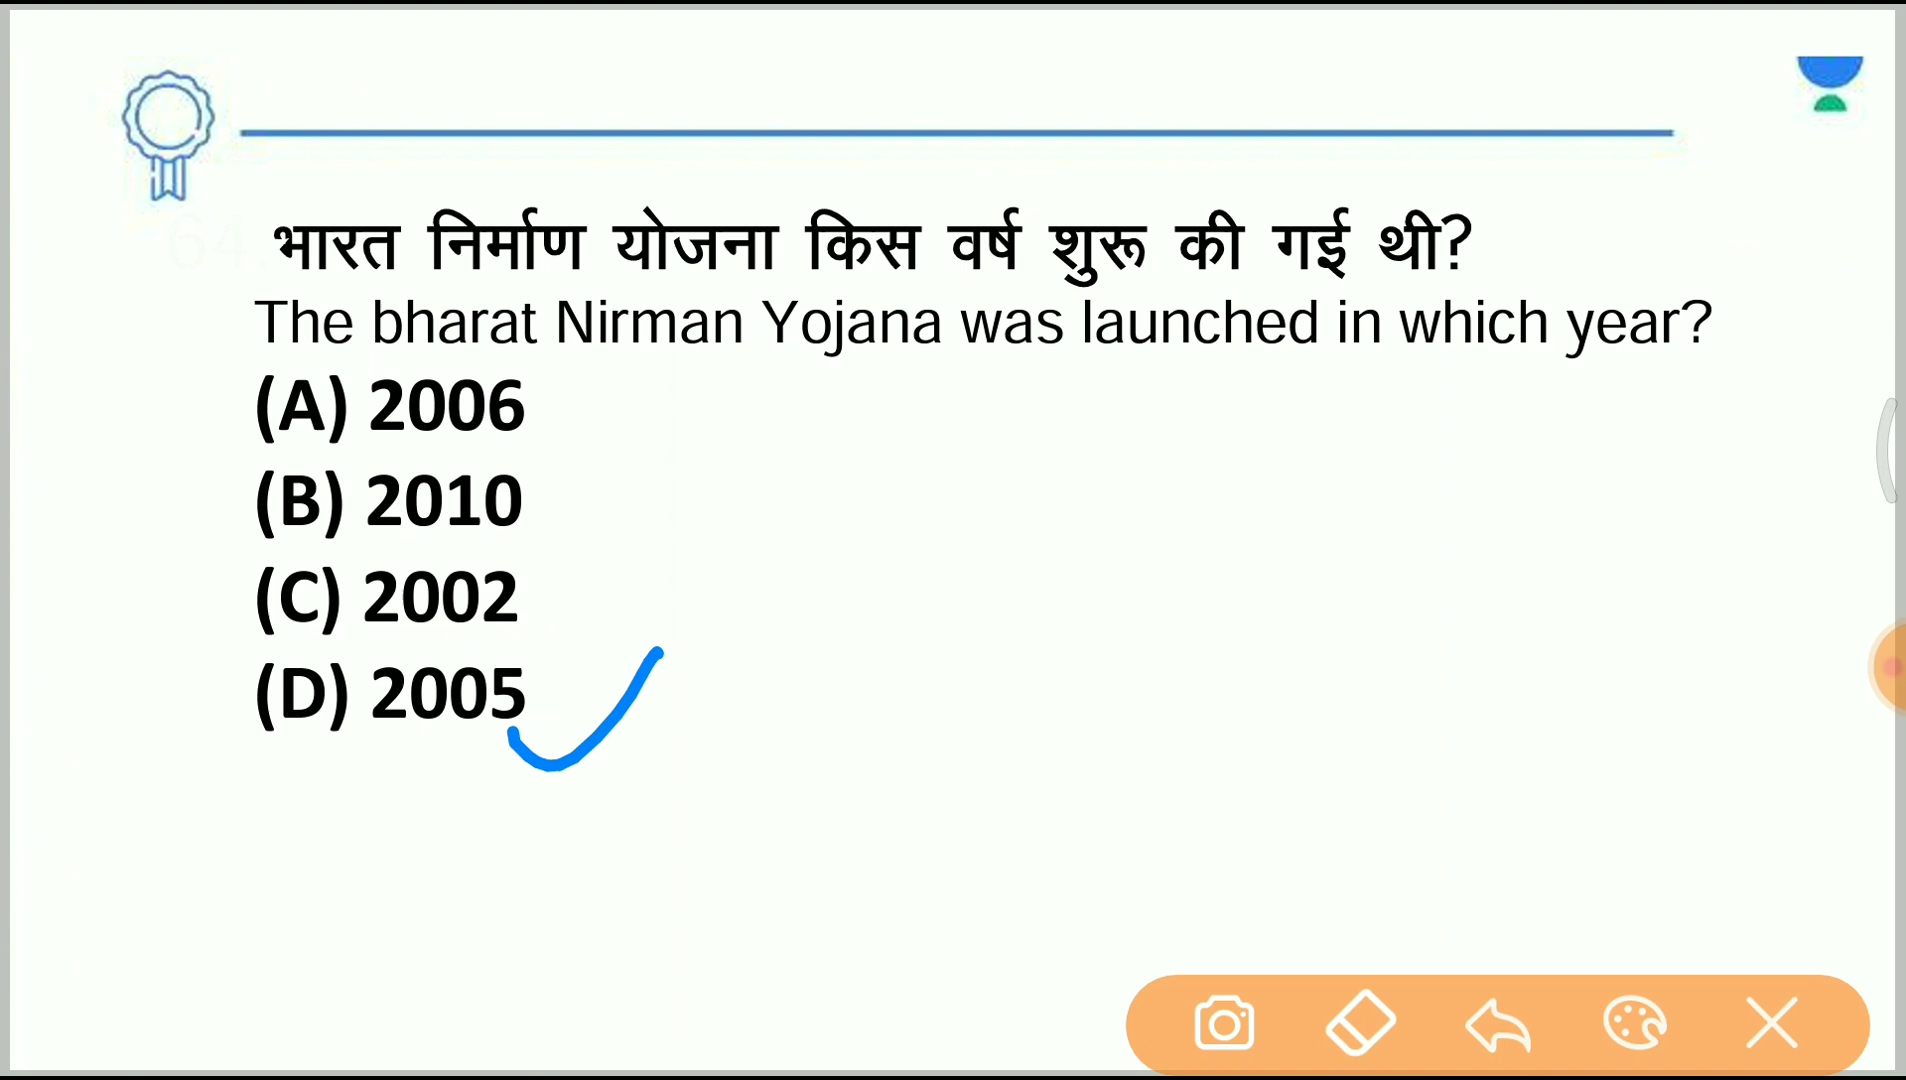 भारत निर्माण योजना किस वर्ष शुरू की गई थी?
The bharat Nirman Yojana was launched in which year?
(A) 2006
(B) 2010
(C) 2002
(D) 2005